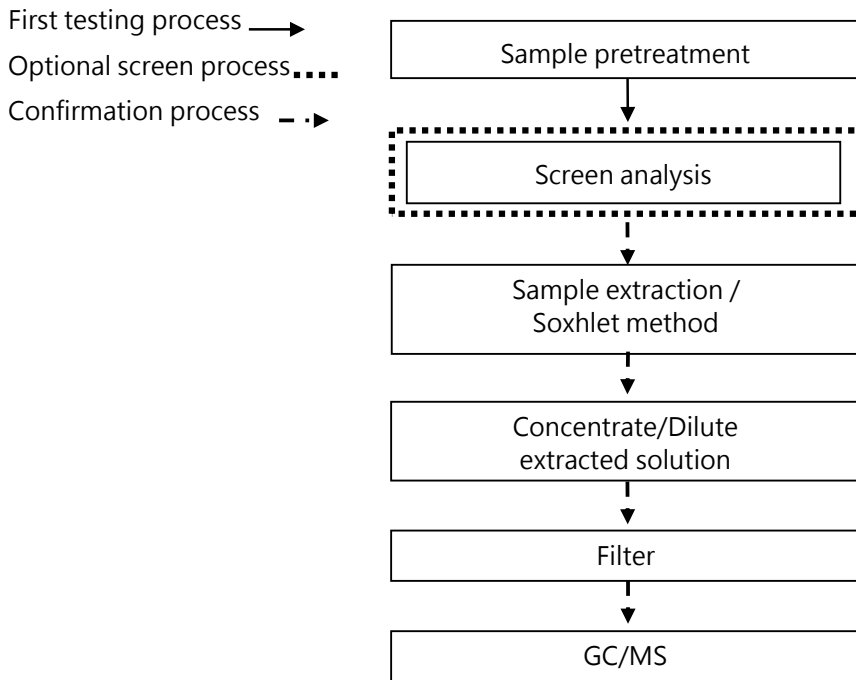 First testing process
Optional screen process
Confirmation process
Sample pretreatment
Screen analysis
Sample extraction /
Soxhlet method
Concentrate/Dilute
extracted solution
Filter
GC/MS